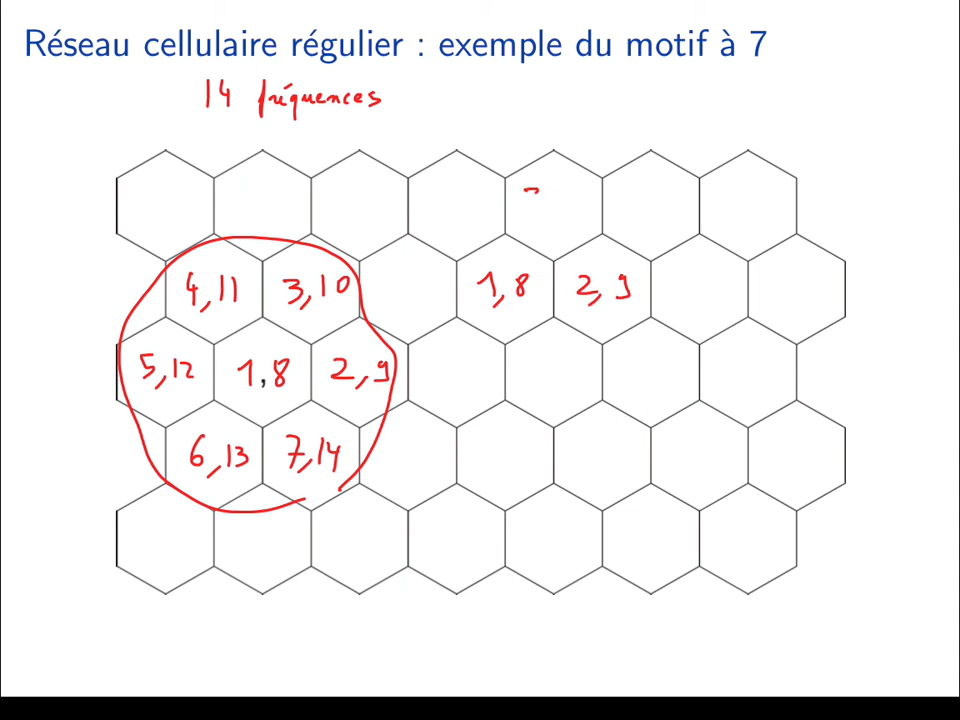 Réseau cellulaire régulier : exemple du motif à 7
14 fréquences
4,11 3,10 1,8 2,9
5,12 1,8 2,9
6,13 7,14